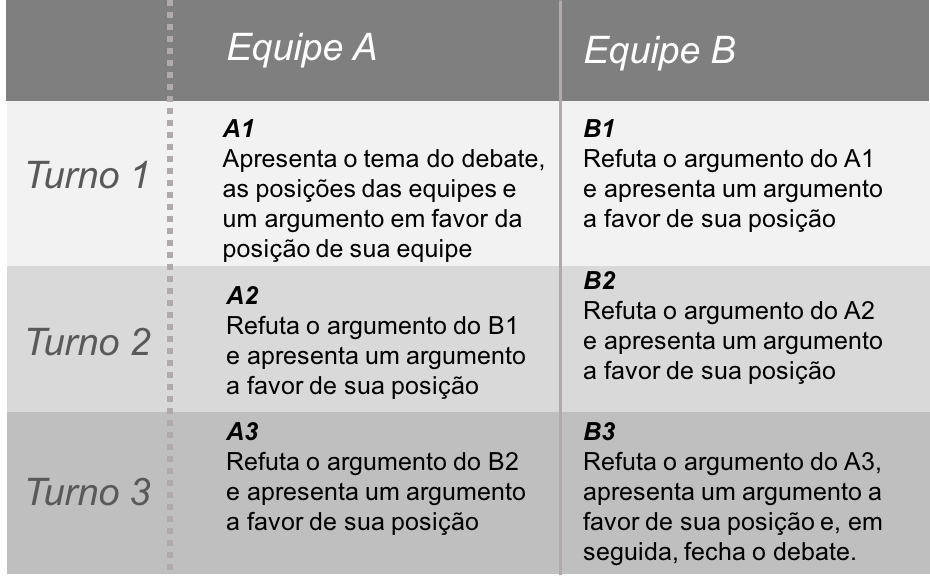 Equipe A
Equipe B
Turno 1
A1
Apresenta o tema do debate,
as posições das equipes e
um argumento em favor da
posição de sua equipe
B1
Refuta o argumento do A1
e apresenta um argumento
a favor de sua posição
Turno 2
A2
Refuta o argumento do B1
e apresenta um argumento
a favor de sua posição
B2
Refuta o argumento do A2
e apresenta um argumento
a favor de sua posição
Turno 3
A3
Refuta o argumento do B2
e apresenta um argumento
a favor de sua posição
B3
Refuta o argumento do A3,
apresenta um argumento a
favor de sua posição e, em
seguida, fecha o debate.